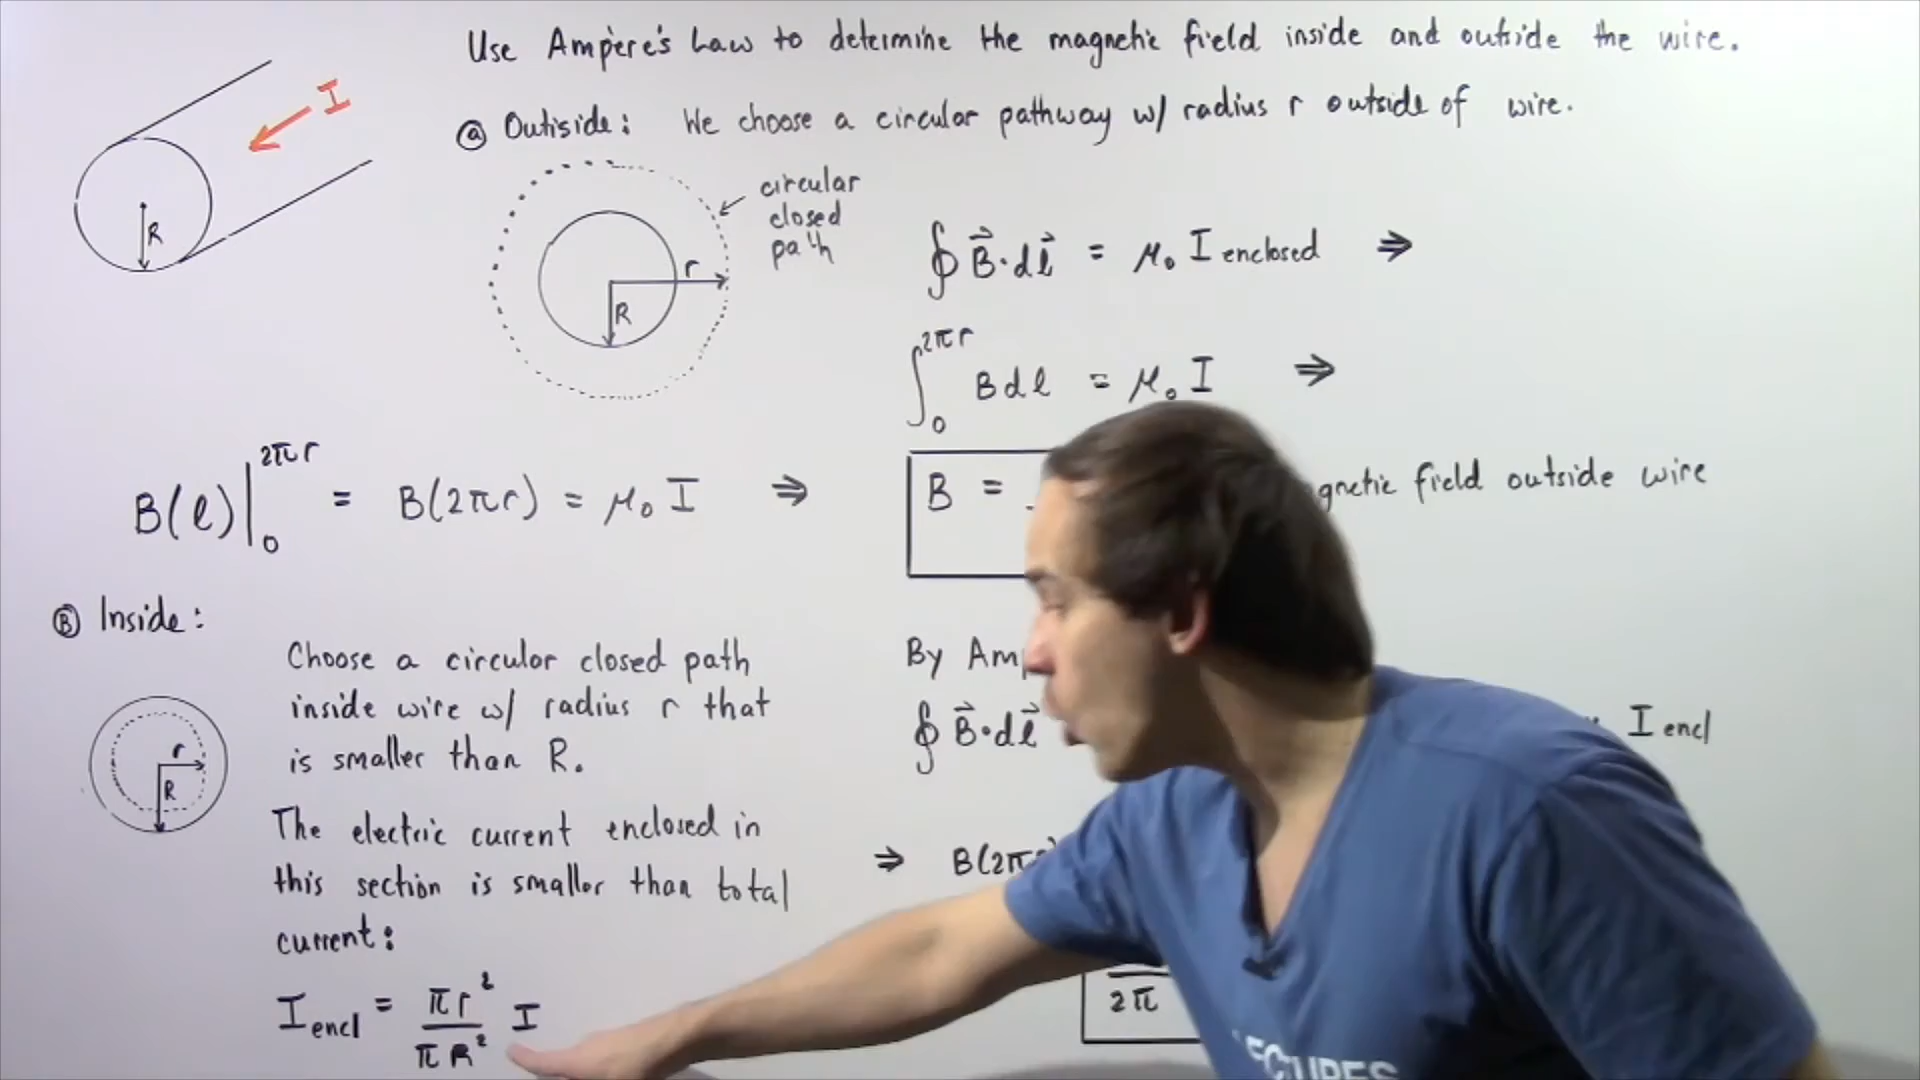 Use Ampère's Law to determine the magnetic field inside and outside the wire.
I
R
ⓐ Outiside: We choose a circular pathway w/ radius r outside of wire.
circular
closed
path
r
R
∮ B⃗·dl⃗ = μ₀ I enclosed ⇒
∫₀^2πr B dℓ = μ₀ I ⇒
B(ℓ)|₀^2πr = B(2πr) = μ₀ I ⇒
B =
field outside wire
Ⓑ Inside:
Choose a circular closed path
inside wire w/ radius r that
is smaller than R.
r
R
The electric current enclosed in
this section is smaller than total
current:
I encl = πr²/πR² I
By
∮ B⃗·dl⃗
I encl
⇒ B(2π
2π